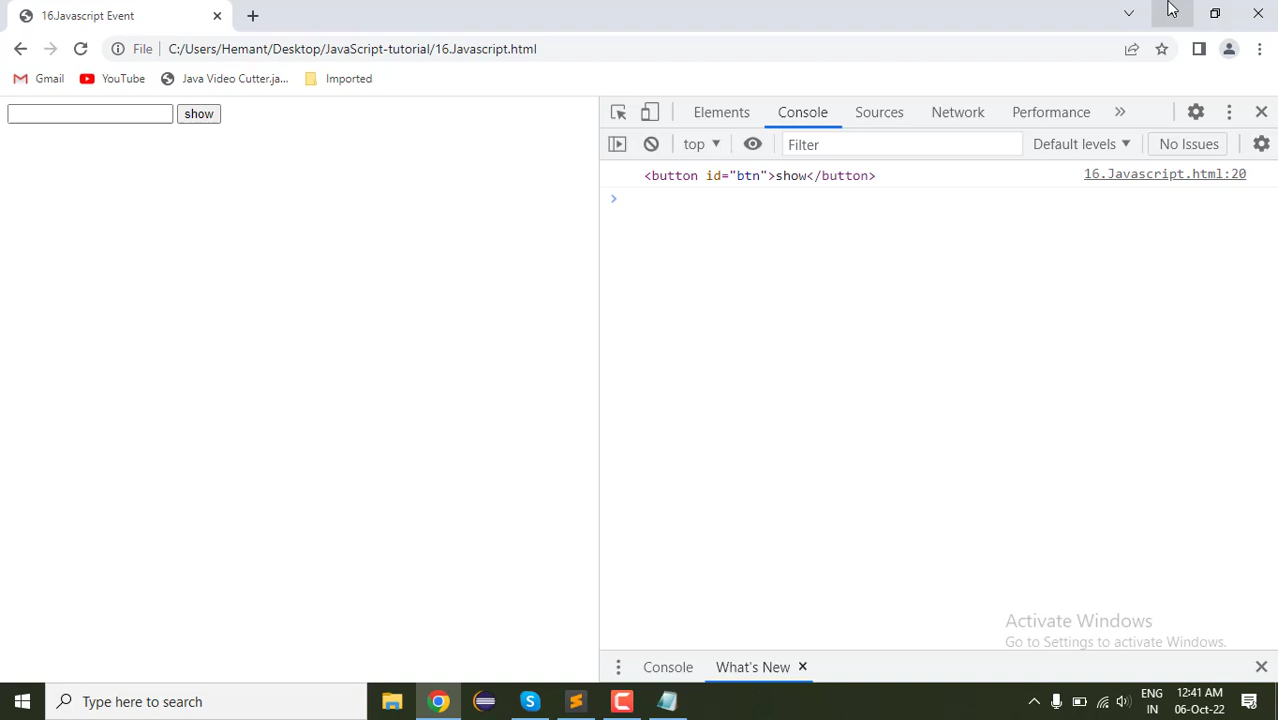 16Javascript Event
File
C:/Users/Hemant/Desktop/JavaScript-tutorial/16.Javascript.html
Gmail
YouTube
Java Video Cutter.ja...
Imported
show
Elements
Console
Sources
Network
Performance
top
Filter
Default levels
No Issues
<button id="btn">show</button>
16.Javascript.html:20
Activate Windows
Go to Settings to activate Windows.
Console
What's New
Type here to search
ENG
IN
12:41 AM
06-Oct-22